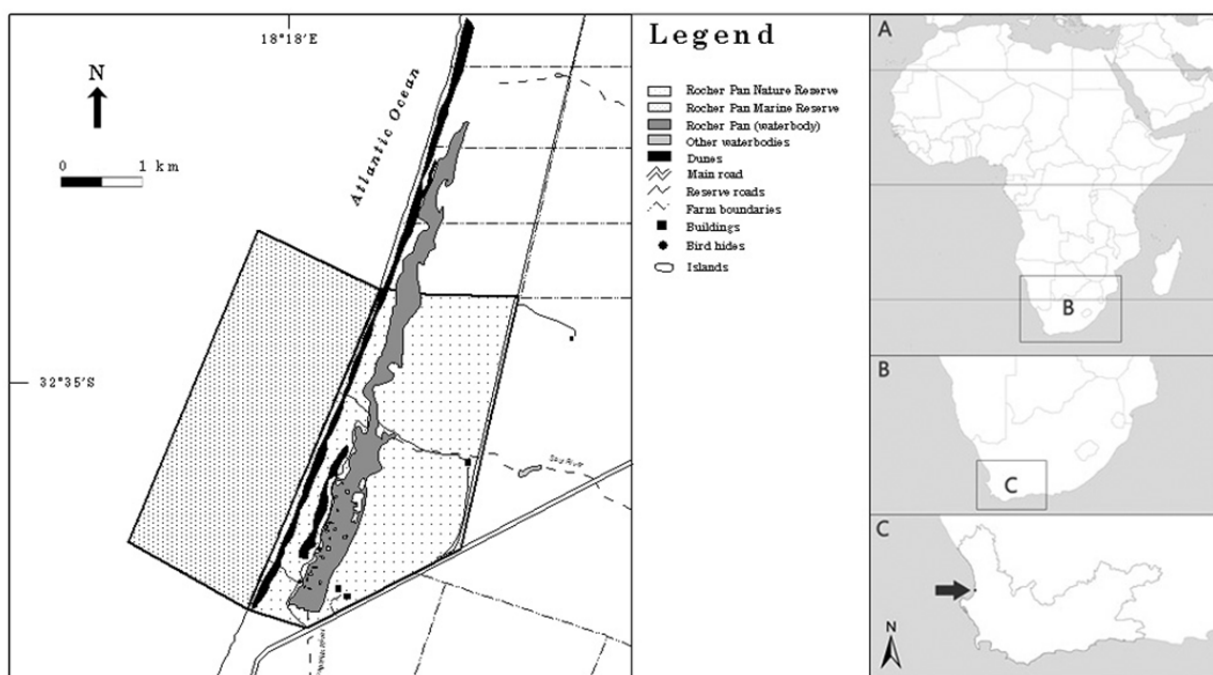 18°18'E
N
0 1 km
Atlantic Ocean
32°35'S
Legend
Rocher Pan Nature Reserve
Rocher Pan Marine Reserve
Rocher Pan (waterbody)
Other waterbodies
Dunes
Main road
Reserve roads
Farm boundaries
Buildings
Bird hides
Islands
A
B
B
C
C
N